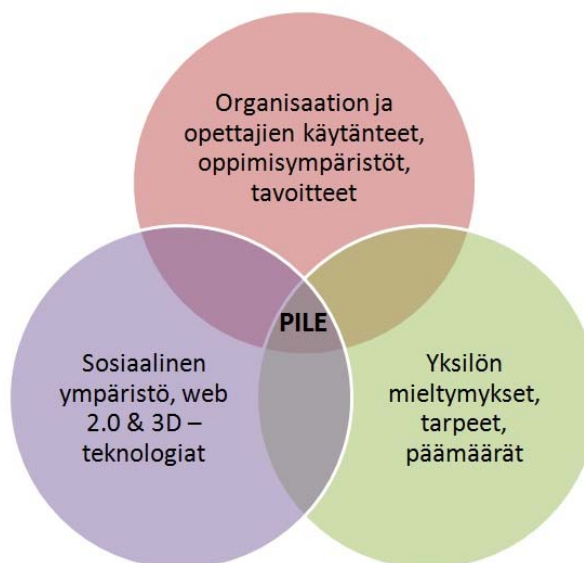 Organisaation ja
opettajien käytänteet,
oppimisympäristöt,
tavoitteet
PILE
Sosiaalinen
ympäristö, web
2.0 & 3D –
teknologiat
Yksilön
mieltymykset,
tarpeet,
päämäärät